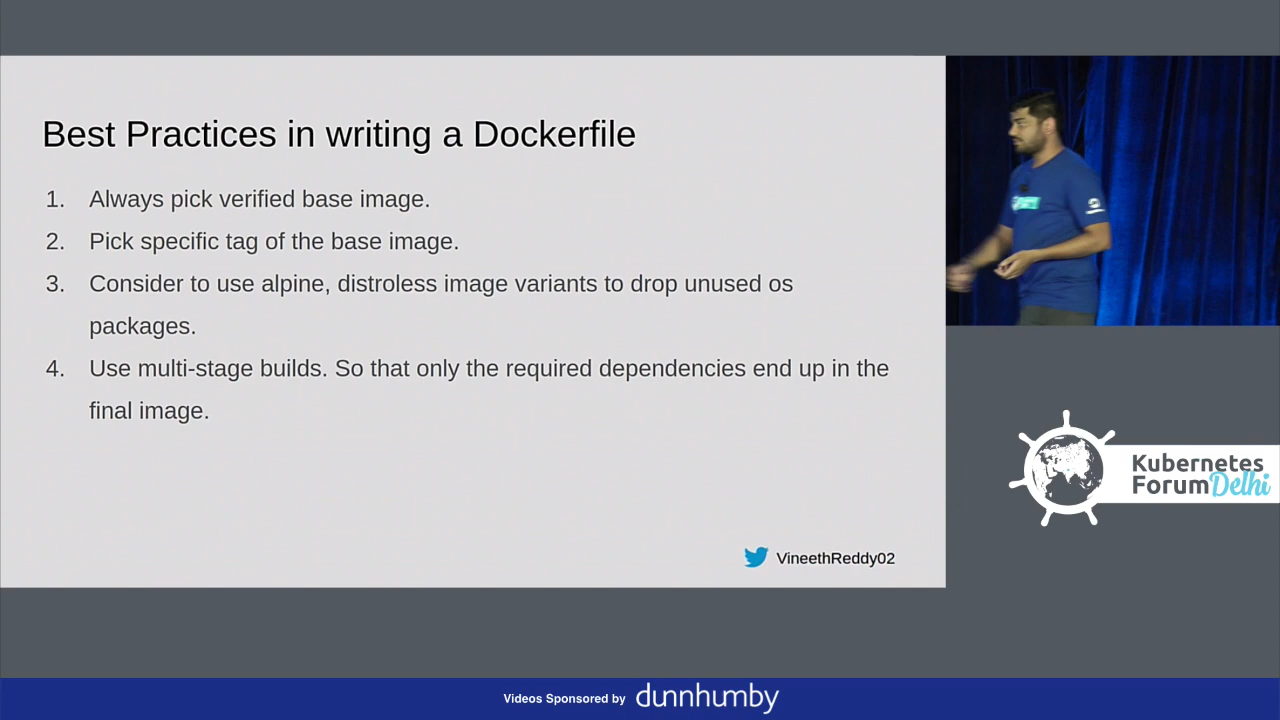 Best Practices in writing a Dockerfile
1. Always pick verified base image.
2. Pick specific tag of the base image.
3. Consider to use alpine, distroless image variants to drop unused os
packages.
4. Use multi-stage builds. So that only the required dependencies end up in the
final image.
VineethReddy02
Kubernetes
Forum Delhi
Videos Sponsored by dunnhumby